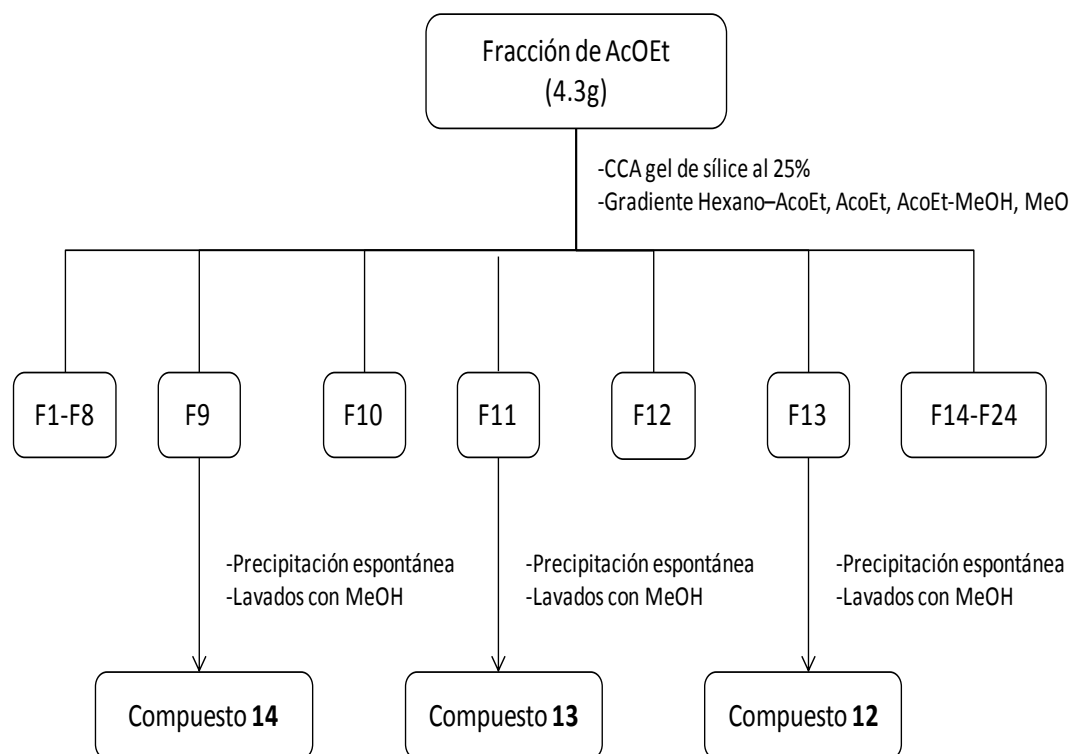 Fracción de AcOEt
(4.3g)
-CCA gel de sílice al 25%
-Gradiente Hexano–AcoEt, AcoEt, AcoEt-MeOH, MeO
F1-F8
F9
F10
F11
F12
F13
F14-F24
-Precipitación espontánea
-Lavados con MeOH
-Precipitación espontánea
-Lavados con MeOH
-Precipitación espontánea
-Lavados con MeOH
Compuesto 14
Compuesto 13
Compuesto 12